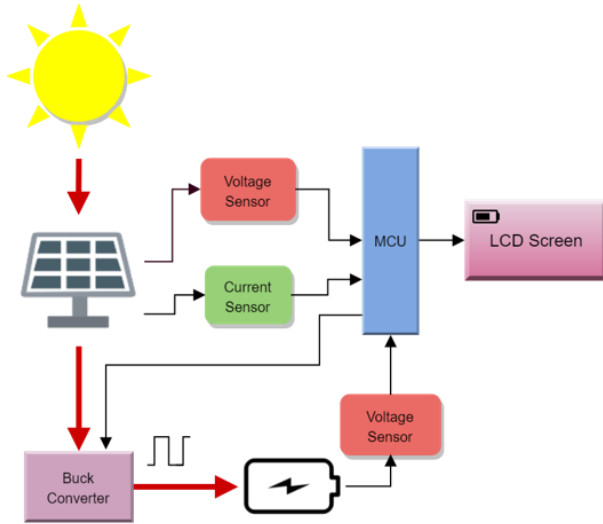 Voltage
Sensor
MCU
LCD Screen
Current
Sensor
Voltage
Sensor
Buck
Converter